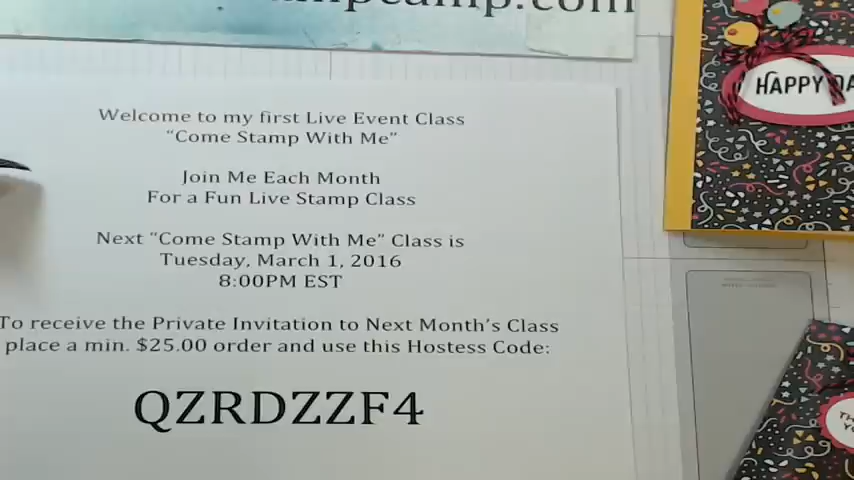 Welcome to my first Live Event Class
“Come Stamp With Me”
Join Me Each Month
For a Fun Live Stamp Class
Next “Come Stamp With Me” Class is
Tuesday, March 1, 2016
8:00PM EST
To receive the Private Invitation to Next Month’s Class
place a min. $25.00 order and use this Hostess Code:
QZRDZZF4
HAPPY